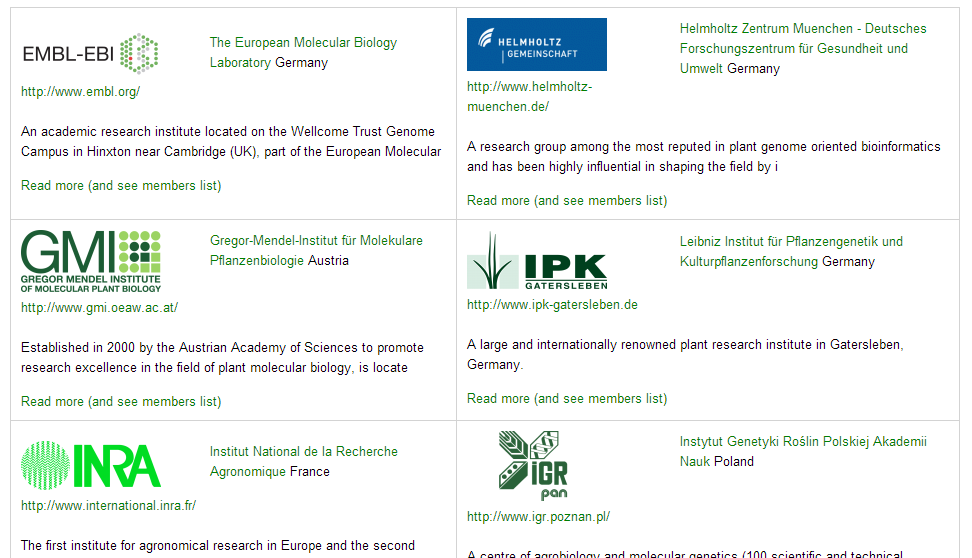 EMBL-EBI
The European Molecular Biology
Laboratory Germany
http://www.embl.org/
An academic research institute located on the Wellcome Trust Genome
Campus in Hinxton near Cambridge (UK), part of the European Molecular
Read more (and see members list)
HELMHOLTZ
GEMEINSCHAFT
Helmholtz Zentrum Muenchen - Deutsches
Forschungszentrum für Gesundheit und
Umwelt Germany
http://www.helmholtz-
muenchen.de/
A research group among the most reputed in plant genome oriented bioinformatics
and has been highly influential in shaping the field by i
Read more (and see members list)
GMI
GREGOR MENDEL INSTITUTE
OF MOLECULAR PLANT BIOLOGY
Gregor-Mendel-Institut für Molekulare
Pflanzenbiologie Austria
http://www.gmi.oeaw.ac.at/
Established in 2000 by the Austrian Academy of Sciences to promote
research excellence in the field of plant molecular biology, is locate
Read more (and see members list)
IPK
GATERSLEBEN
Leibniz Institut für Pflanzengenetik und
Kulturpflanzenforschung Germany
http://www.ipk-gatersleben.de
A large and internationally renowned plant research institute in Gatersleben,
Germany.
Read more (and see members list)
INRA
Institut National de la Recherche
Agronomique France
http://www.international.inra.fr/
The first institute for agronomical research in Europe and the second
IGR
pan
Instytut Genetyki Roślin Polskiej Akademii
Nauk Poland
http://www.igr.poznan.pl/
A centre of agrobiology and molecular genetics (100 scientific and technical